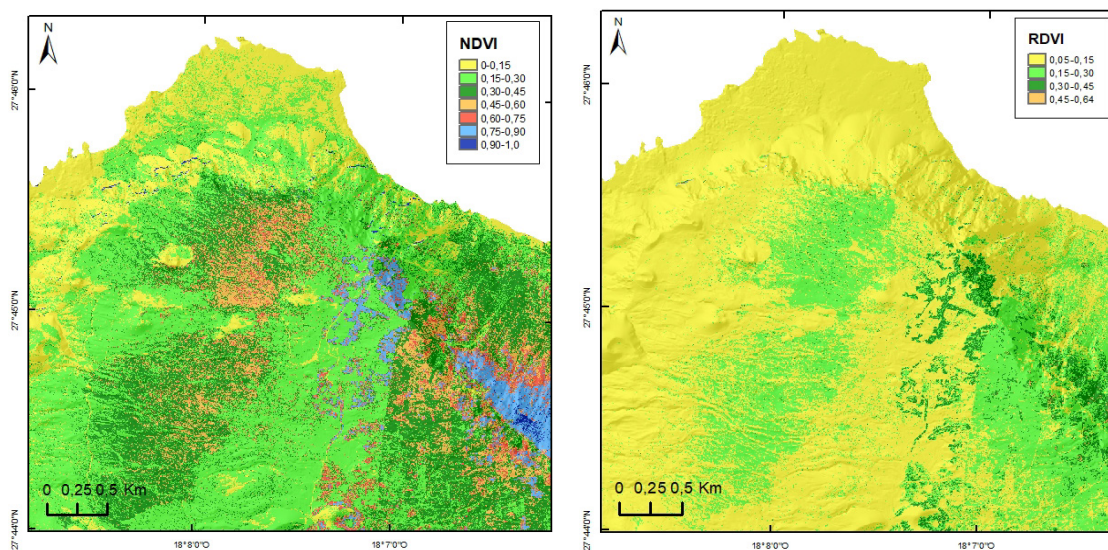 N
NDVI
0-0,15
0,15-0,30
0,30-0,45
0,45-0,60
0,60-0,75
0,75-0,90
0,90-1,0
27°46'0"N
27°45'0"N
27°44'0"N
0 0,25 0,5 Km
18°8'0"O
18°7'0"O
N
RDVI
0,05-0,15
0,15-0,30
0,30-0,45
0,45-0,64
27°46'0"N
27°45'0"N
27°44'0"N
0 0,25 0,5 Km
18°8'0"O
18°7'0"O